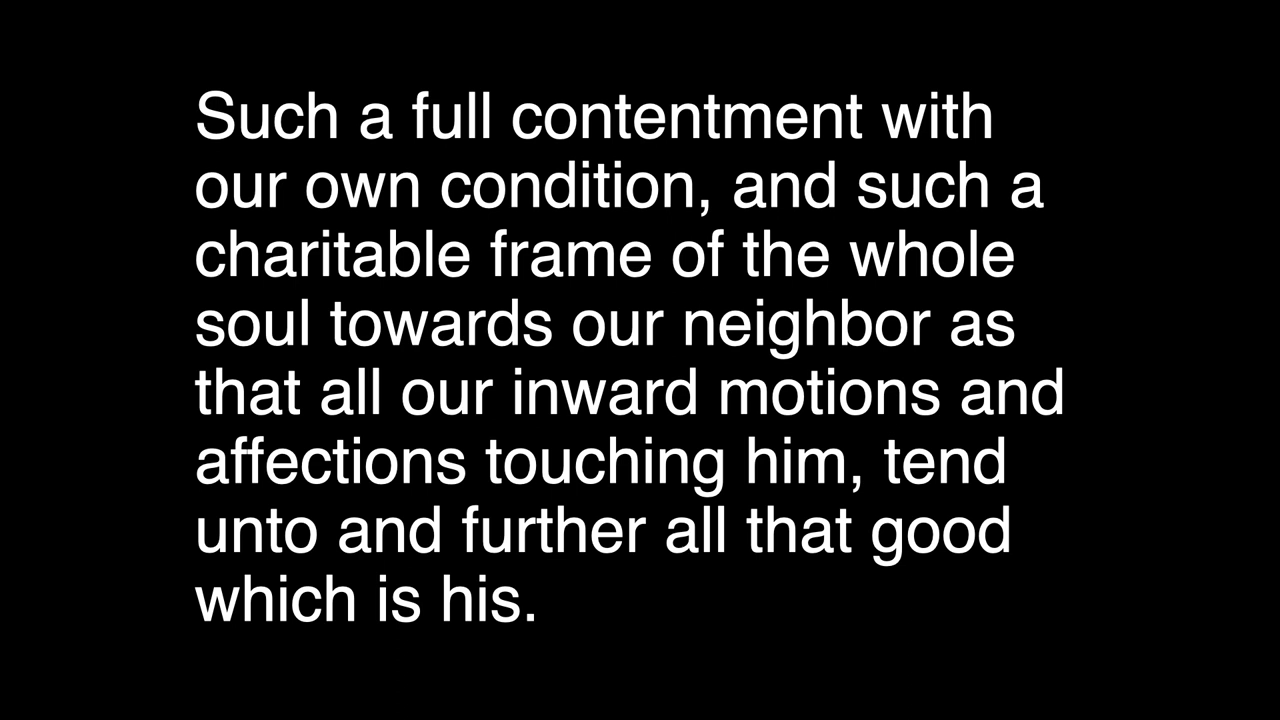 Such a full contentment with
our own condition, and such a
charitable frame of the whole
soul towards our neighbor as
that all our inward motions and
affections touching him, tend
unto and further all that good
which is his.